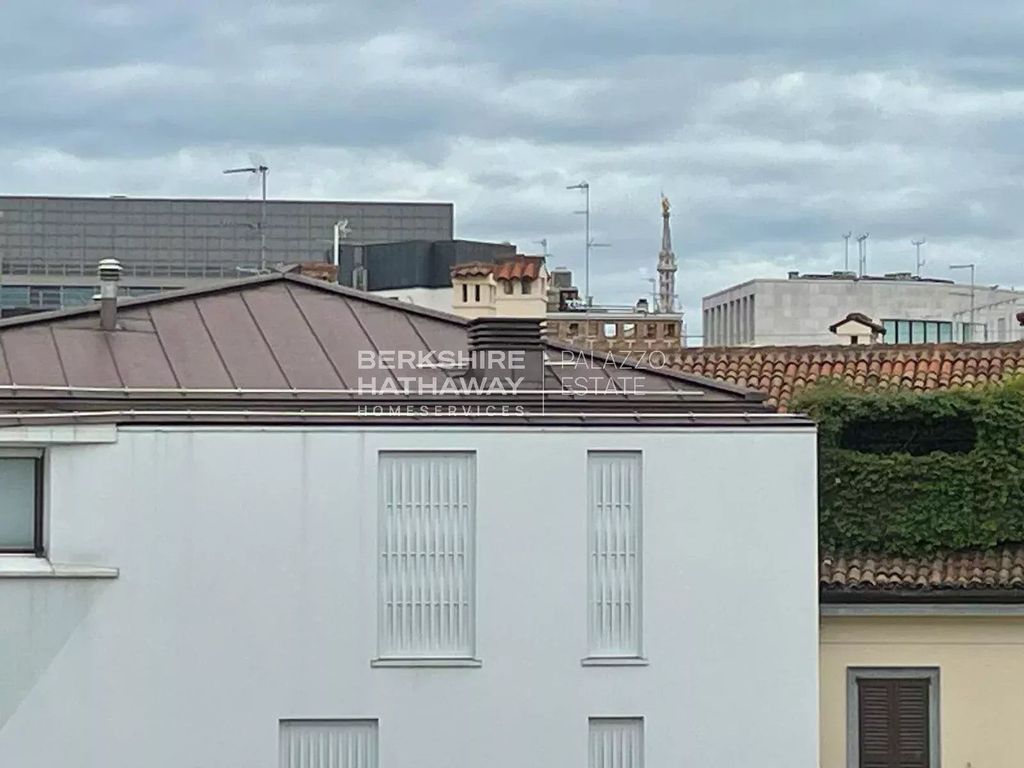 BERKSHIRE
HATHAWAY
HOMESERVICES
PALAZZO
ESTATE